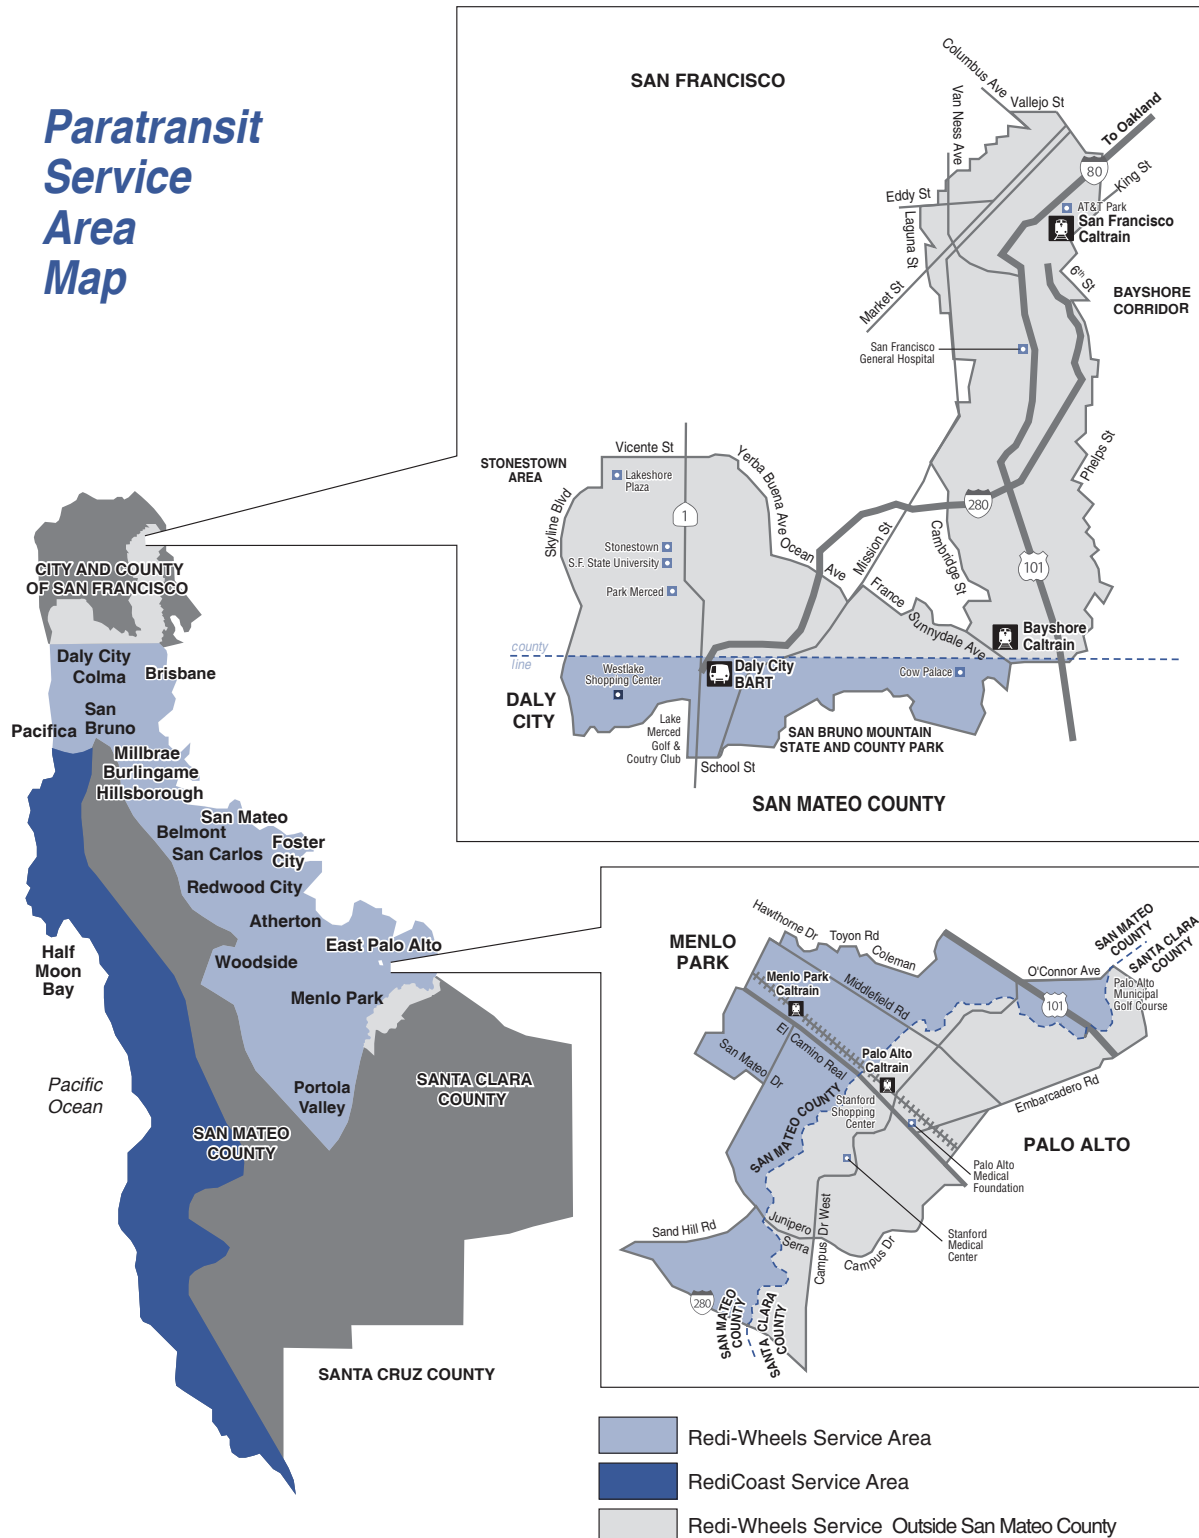 Paratransit
Service
Area
Map
CITY AND COUNTY
OF SAN FRANCISCO
Daly City
Colma
Brisbane
San
Bruno
Pacifica
Millbrae
Burlingame
Hillsborough
San Mateo
Belmont
Foster
City
San Carlos
Redwood City
Atherton
East Palo Alto
Woodside
Half
Moon
Bay
Menlo Park
Pacific
Ocean
Portola
Valley
SANTA CLARA
COUNTY
SAN MATEO
COUNTY
SANTA CRUZ COUNTY
SAN FRANCISCO
Columbus Ave
Van Ness Ave
Vallejo St
To Oakland
80
King St
Eddy St
Laguna St
AT&T Park
San Francisco
Caltrain
Market St
6th St
BAYSHORE
CORRIDOR
San Francisco
General Hospital
Phelps St
Vicente St
STONESTOWN
AREA
Lakeshore
Plaza
Yerba Buena Ave
Skyline Blvd
1
280
Stonestown
S.F. State University
Park Merced
Ocean Ave
Mission St
Cambridge St
101
France
Sunnydale Ave
Bayshore
Caltrain
county
line
Westlake
Shopping Center
Daly City
BART
Cow Palace
DALY
CITY
Lake
Merced
Golf &
Coutry Club
SAN BRUNO MOUNTAIN
STATE AND COUNTY PARK
School St
SAN MATEO COUNTY
MENLO
PARK
Hawthorne Dr
Toyon Rd
Coleman
SAN MATEO
COUNTY
SANTA CLARA
COUNTY
O'Connor Ave
Menlo Park
Caltrain
Middlefield Rd
101
Palo Alto
Municipal
Golf Course
El Camino Real
San Mateo Dr
Palo Alto
Caltrain
Stanford
Shopping
Center
Embarcadero Rd
SAN MATEO COUNTY
PALO ALTO
Palo Alto
Medical
Foundation
Sand Hill Rd
Junipero
Serra
Campus Dr West
Campus Dr
Stanford
Medical
Center
280
SAN MATEO
COUNTY
SANTA CLARA
COUNTY
Redi-Wheels Service Area
RediCoast Service Area
Redi-Wheels Service Outside San Mateo County